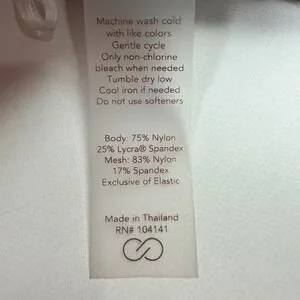 Machine wash cold
with like colors
Gentle cycle
Only non-chlorine
bleach when needed
Tumble dry low
Cool iron if needed
Do not use softeners
Body: 75% Nylon
25% Lycra® Spandex
Mesh: 83% Nylon
17% Spandex
Exclusive of Elastic
Made in Thailand
RN# 104141